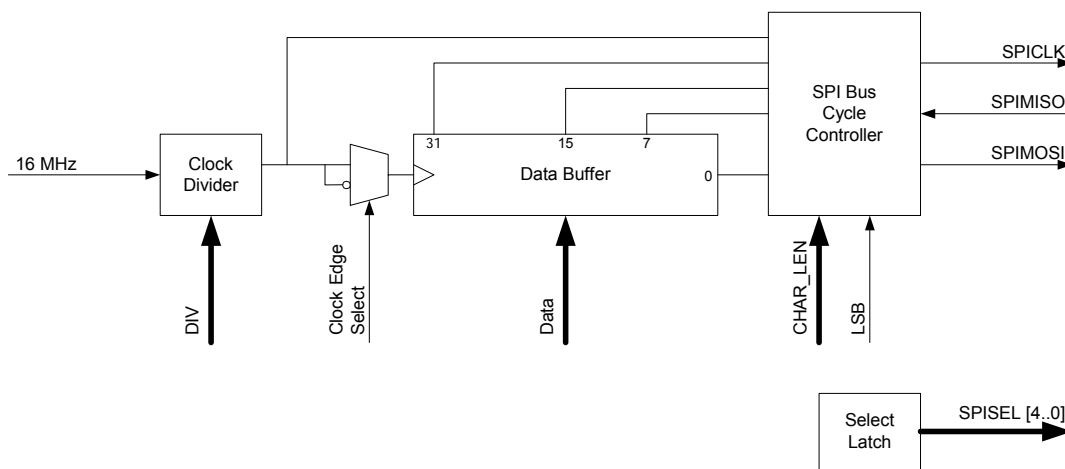 SPICLK
SPI Bus
Cycle
Controller
SPIMISO
31
15
7
16 MHz
Clock
Divider
Data Buffer
0
SPIMOSI
DIV
Clock Edge
Select
Data
CHAR_LEN
LSB
Select
Latch
SPISEL [4..0]